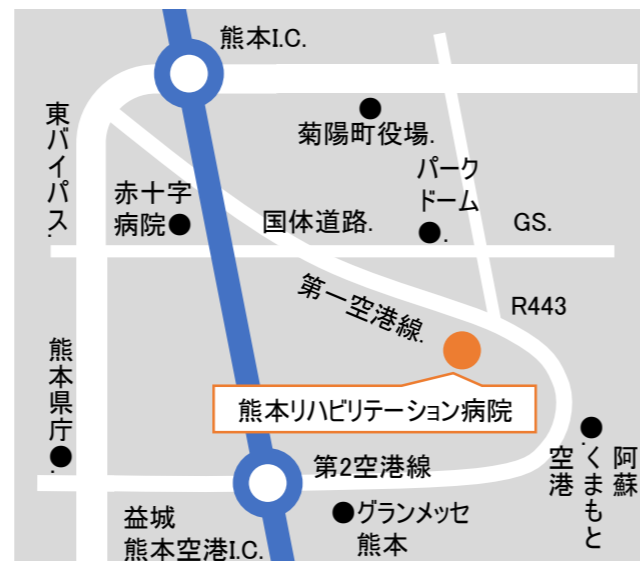 熊本I.C.
東バイパス.
菊陽町役場.
パーク
ドーム
.
赤十字
病院
国体道路.
GS.
第一空港線.
R443
熊本県庁
.
熊本リハビリテーション病院
第2空港線
.
阿蘇
くまもと
空港
益城
熊本空港I.C.
グランメッセ
熊本